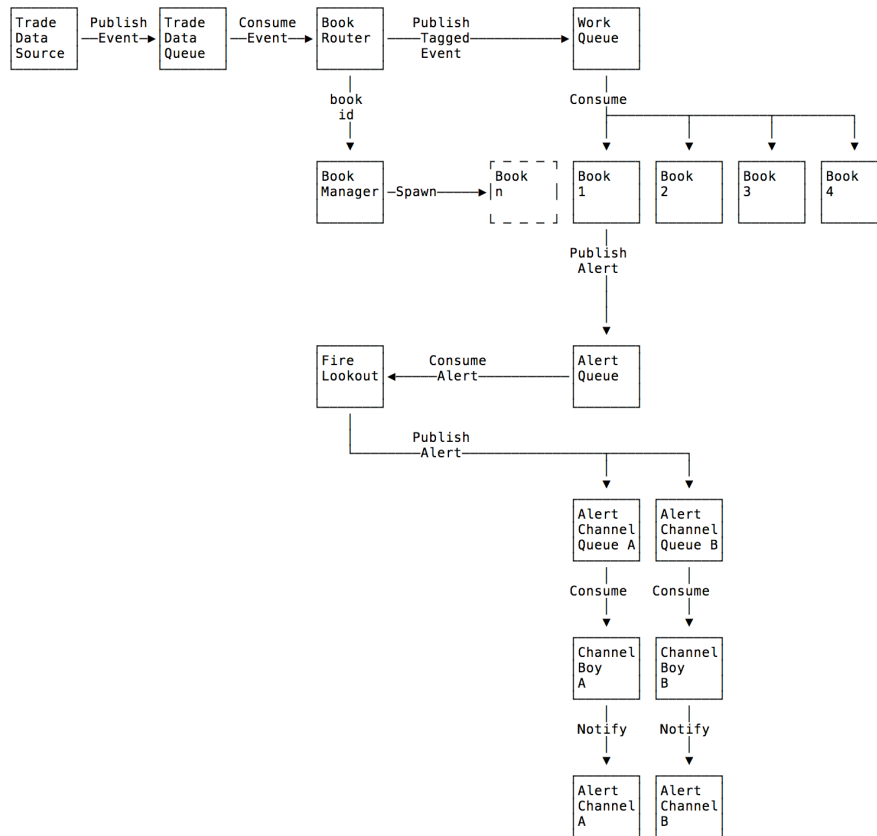 Trade Data Source
Publish Event
Trade Data Queue
Consume Event
Book Router
Publish Tagged Event
Work Queue
book id
Consume
Book Manager
Spawn
Book n
Book 1
Book 2
Book 3
Book 4
Publish Alert
Fire Lookout
Consume Alert
Alert Queue
Publish Alert
Alert Channel Queue A
Alert Channel Queue B
Consume
Consume
Channel Boy A
Channel Boy B
Notify
Notify
Alert Channel A
Alert Channel B